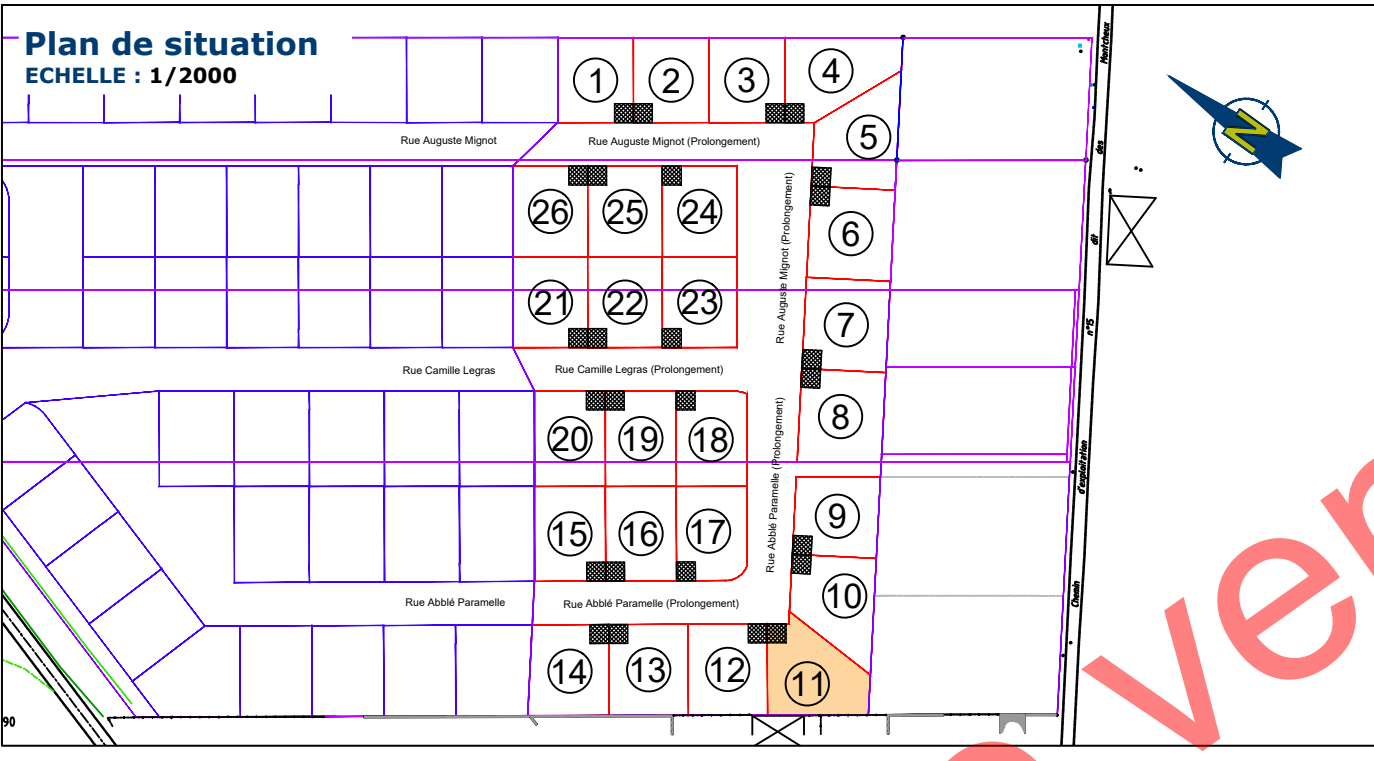 Plan de situation
ECHELLE : 1/2000
1
2
3
4
5
Rue Auguste Mignot
Rue Auguste Mignot (Prolongement)
26
25
24
Rue Auguste Mignot (Prolongement)
6
21
22
23
7
Rue Camille Legras
Rue Camille Legras (Prolongement)
20
19
18
8
Rue Abblé Paramelle (Prolongement)
15
16
17
9
10
Rue Abblé Paramelle
Rue Abblé Paramelle (Prolongement)
14
13
12
11
90
Chemin d'exploitation n°15 dit des Montcheux
N
ver